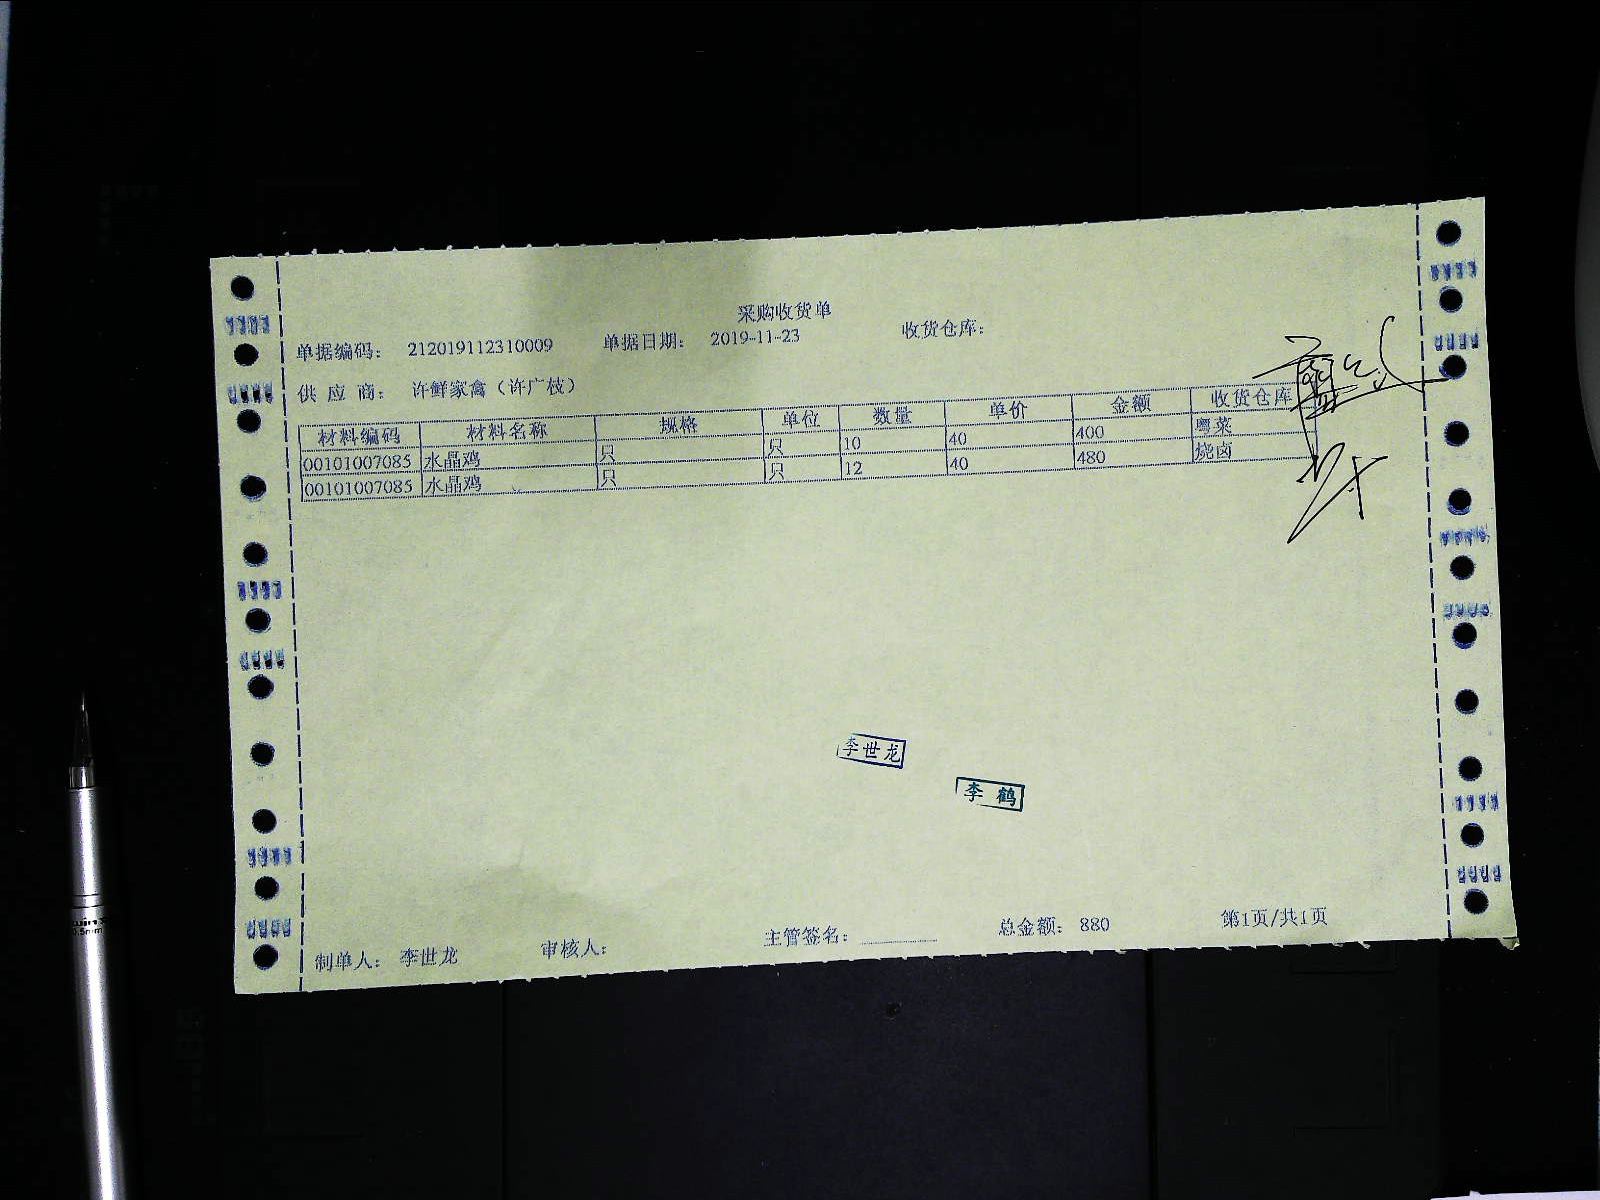 采购收货单
单据编码: 212019112310009 单据日期: 2019-11-23 收货仓库:
供 应 商: 许鲜家禽（许广枝）
材料编码 材料名称 规格 单位 数量 单价 金额 收货仓库
00101007085 水晶鸡 只 只 10 40 400 粤菜
00101007085 水晶鸡 只 只 12 40 480 烧卤
李世龙
李鹤
制单人: 李世龙 审核人: 主管签名: 总金额: 880 第1页/共1页
0.5mm